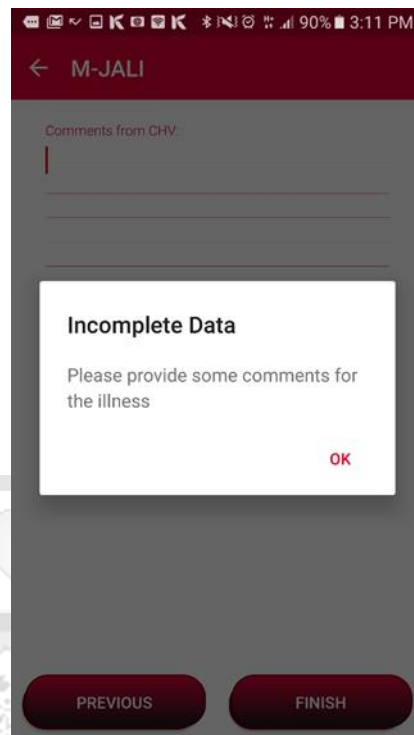 90% 3:11 PM
M-JALI
Comments from CHV:
Incomplete Data
Please provide some comments for
the illness
OK
PREVIOUS
FINISH